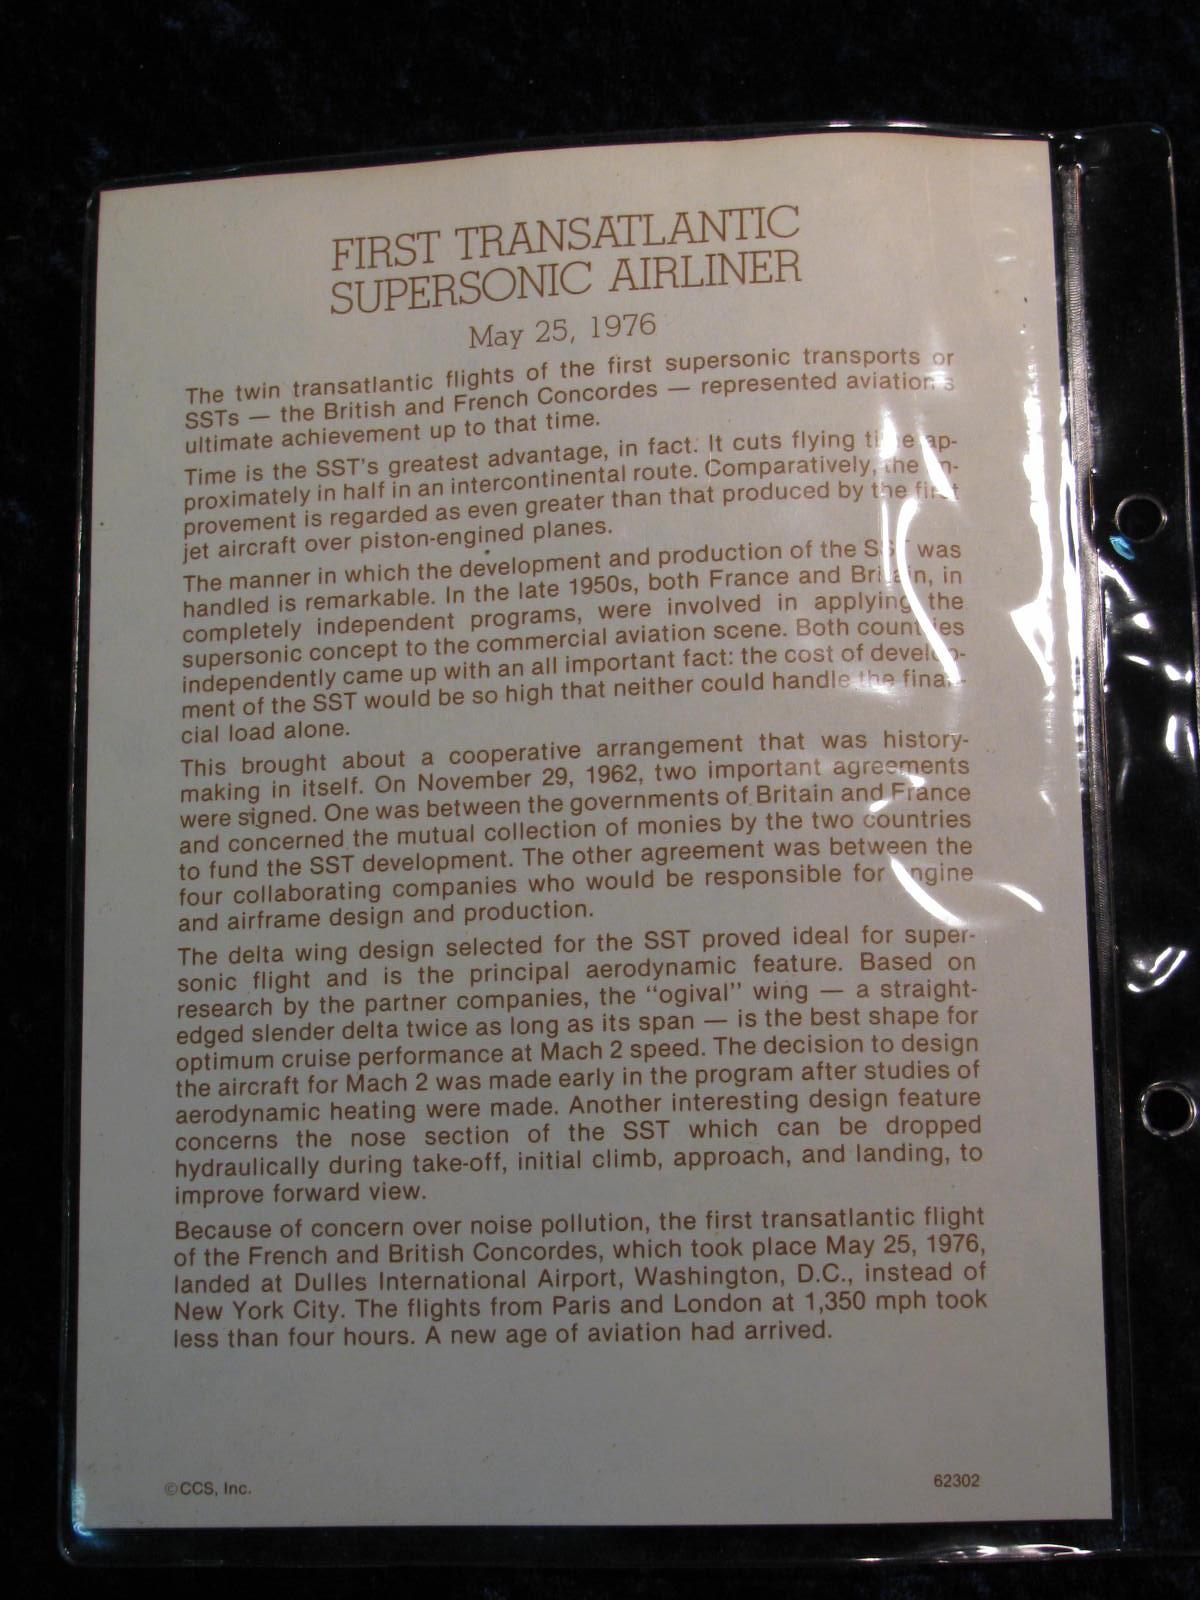 FIRST TRANSATLANTIC
SUPERSONIC AIRLINER
May 25, 1976
The twin transatlantic flights of the first supersonic transports or
SSTs — the British and French Concordes — represented aviation's
ultimate achievement up to that time.
Time is the SST's greatest advantage, in fact. It cuts flying time ap-
proximately in half in an intercontinental route. Comparatively, the im-
provement is regarded as even greater than that produced by the first
jet aircraft over piston-engined planes.
The manner in which the development and production of the SST was
handled is remarkable. In the late 1950s, both France and Britain, in
completely independent programs, were involved in applying the
supersonic concept to the commercial aviation scene. Both countries
independently came up with an all important fact: the cost of develop-
ment of the SST would be so high that neither could handle the finan-
cial load alone.
This brought about a cooperative arrangement that was history-
making in itself. On November 29, 1962, two important agreements
were signed. One was between the governments of Britain and France
and concerned the mutual collection of monies by the two countries
to fund the SST development. The other agreement was between the
four collaborating companies who would be responsible for engine
and airframe design and production.
The delta wing design selected for the SST proved ideal for super-
sonic flight and is the principal aerodynamic feature. Based on
research by the partner companies, the "ogival" wing — a straight-
edged slender delta twice as long as its span — is the best shape for
optimum cruise performance at Mach 2 speed. The decision to design
the aircraft for Mach 2 was made early in the program after studies of
aerodynamic heating were made. Another interesting design feature
concerns the nose section of the SST which can be dropped
hydraulically during take-off, initial climb, approach, and landing, to
improve forward view.
Because of concern over noise pollution, the first transatlantic flight
of the French and British Concordes, which took place May 25, 1976,
landed at Dulles International Airport, Washington, D.C., instead of
New York City. The flights from Paris and London at 1,350 mph took
less than four hours. A new age of aviation had arrived.
©CCS, Inc.
62302